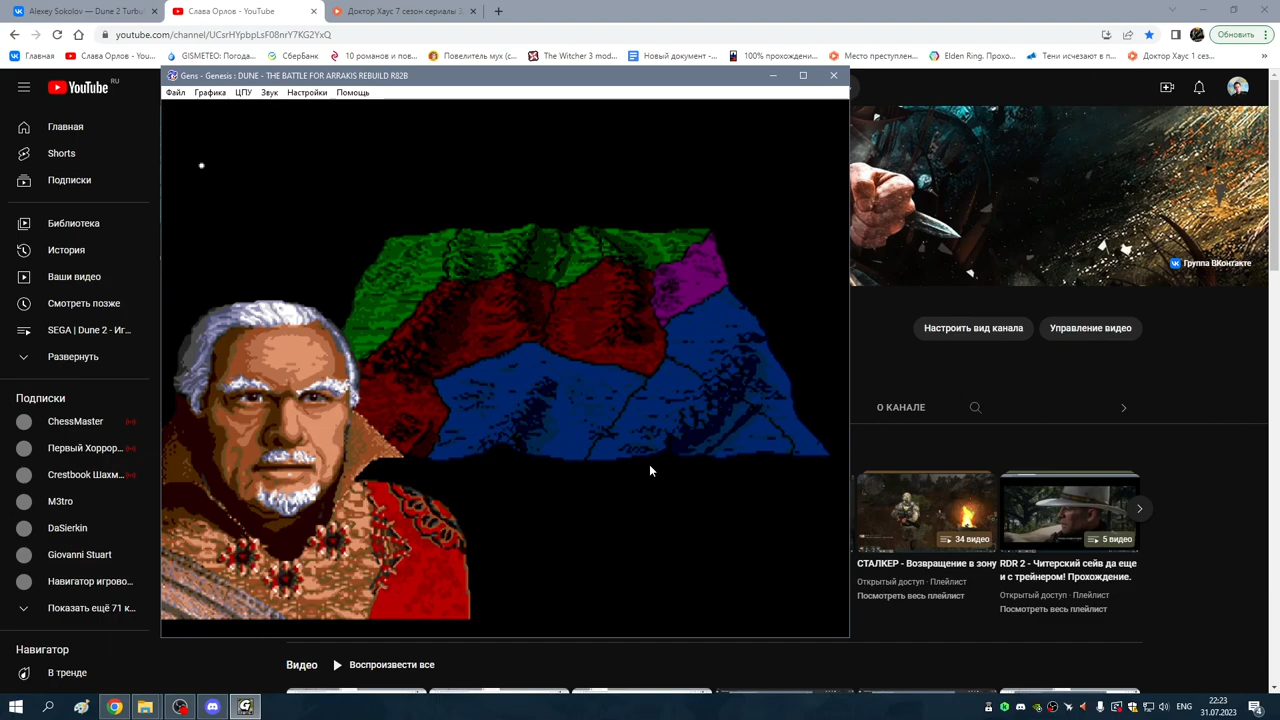 Alexey Sokolov — Dune 2 Turbul
Слава Орлов - YouTube
Доктор Хаус 7 сезон сериалы З
youtube.com/channel/UCsrHYpbpLsF08nrY7KG2YxQ
Обновить
Главная
Слава Орлов - You...
GISMETEO: Погода...
СберБанк
10 романов и пов...
Повелитель мух (с...
The Witcher 3 mod...
Новый документ -...
100% прохождени...
Место преступлен...
Elden Ring. Прохо...
Тени исчезают в п...
Доктор Хаус 1 сез...
YouTube
RU
Gens - Genesis : DUNE - THE BATTLE FOR ARRAKIS REBUILD R82B
Файл Графика ЦПУ Звук Настройки Помощь
Главная
Shorts
Подписки
Библиотека
История
Ваши видео
Смотреть позже
SEGA | Dune 2 - Иг...
Развернуть
Подписки
ChessMaster
Первый Хоррор...
Crestbook Шахм...
M3tro
DaSierkin
Giovanni Stuart
Навигатор игрово...
Показать ещё 71 к...
Навигатор
В тренде
Группа ВКонтакте
Настроить вид канала
Управление видео
О КАНАЛЕ
34 видео
5 видео
СТАЛКЕР - Возвращение в зону
Открытый доступ · Плейлист
Посмотреть весь плейлист
RDR 2 - Читерский сейв да еще
и с трейнером! Прохождение.
Открытый доступ · Плейлист
Посмотреть весь плейлист
Видео
Воспроизвести все
ENG
22:23
31.07.2023